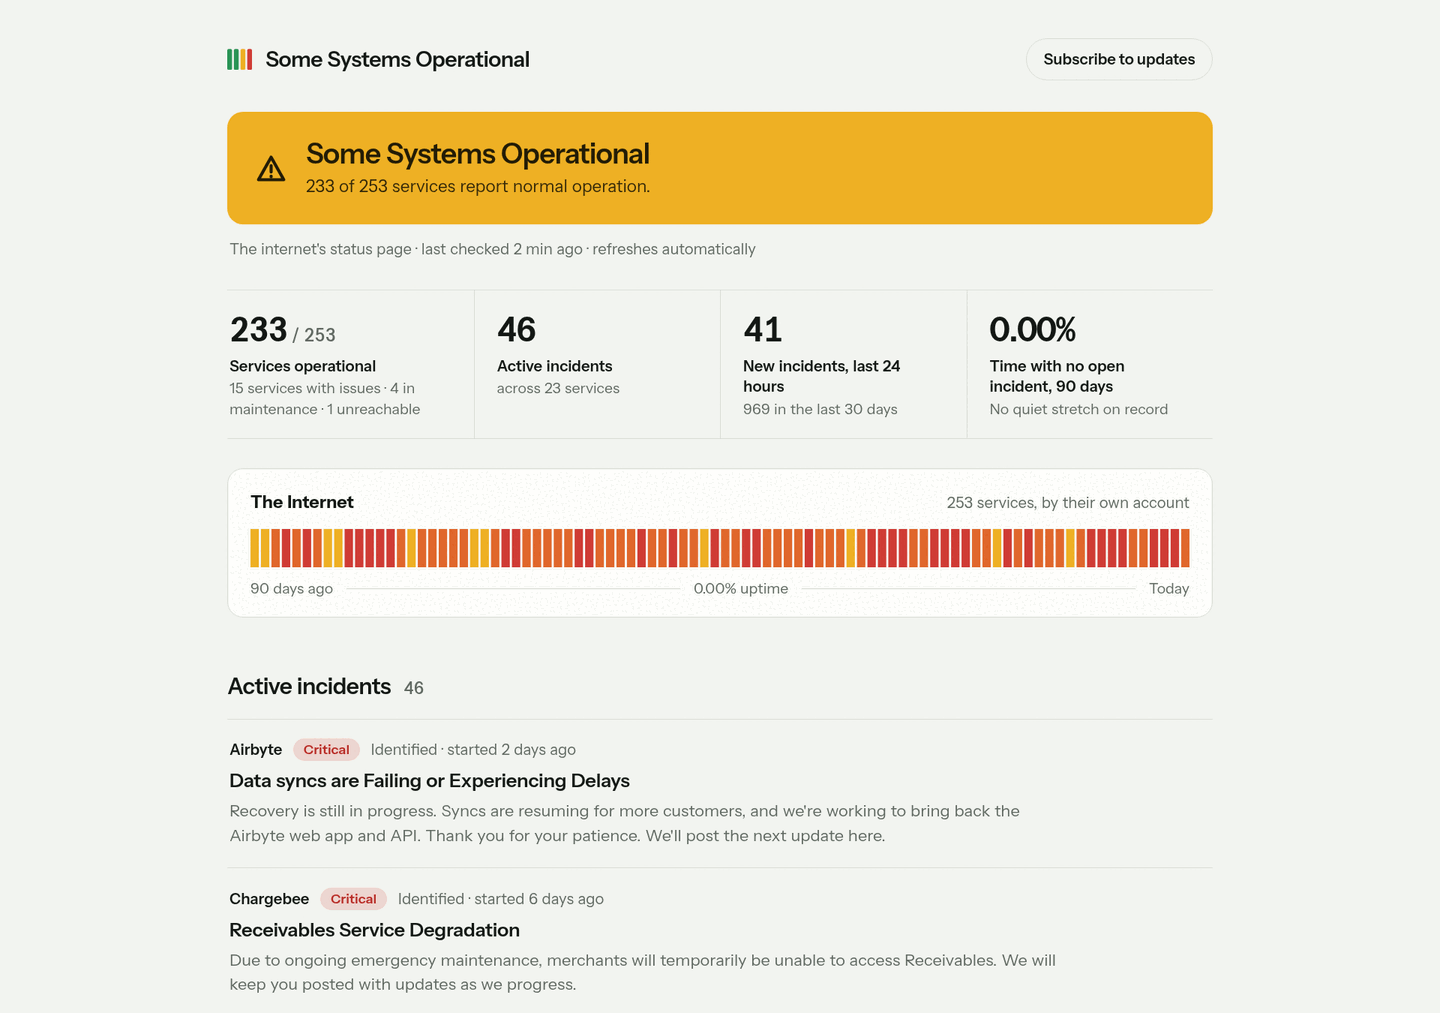 Some Systems Operational
Subscribe to updates
Some Systems Operational
233 of 253 services report normal operation.
The internet's status page · last checked 2 min ago · refreshes automatically
233 / 253
Services operational
15 services with issues · 4 in
maintenance · 1 unreachable
46
Active incidents
across 23 services
41
New incidents, last 24
hours
969 in the last 30 days
0.00%
Time with no open
incident, 90 days
No quiet stretch on record
The Internet
253 services, by their own account
90 days ago
0.00% uptime
Today
Active incidents 46
Airbyte Critical Identified · started 2 days ago
Data syncs are Failing or Experiencing Delays
Recovery is still in progress. Syncs are resuming for more customers, and we're working to bring back the
Airbyte web app and API. Thank you for your patience. We'll post the next update here.
Chargebee Critical Identified · started 6 days ago
Receivables Service Degradation
Due to ongoing emergency maintenance, merchants will temporarily be unable to access Receivables. We will
keep you posted with updates as we progress.